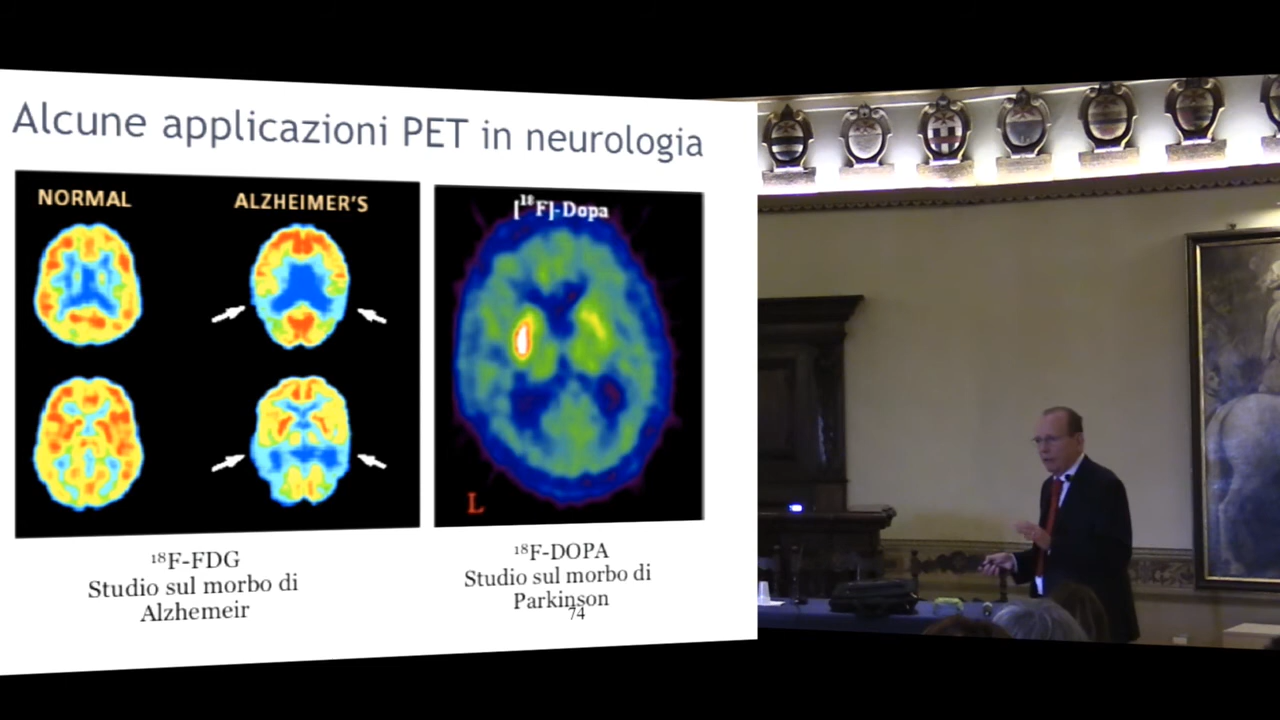 Alcune applicazioni PET in neurologia
NORMAL
ALZHEIMER'S
[¹⁸F]-Dopa
L
¹⁸F-FDG
Studio sul morbo di
Alzhemeir
¹⁸F-DOPA
Studio sul morbo di
Parkinson
74